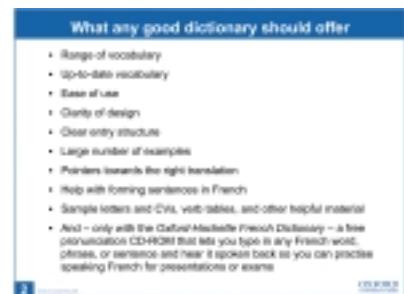 What any good dictionary should offer
• Range of vocabulary
• Up-to-date vocabulary
• Ease of use
• Clarity of design
• Clear entry structure
• Large number of examples
• Pointers towards the right translation
• Help with forming sentences in French
• Sample letters and CVs, verb tables, and other helpful material
• And – only with the Oxford-Hachette French Dictionary – a free
pronunciation CD-ROM that lets you type in any French word,
phrase, or sentence and hear it spoken back so you can practise
speaking French for presentations or exams
2
OXFORD